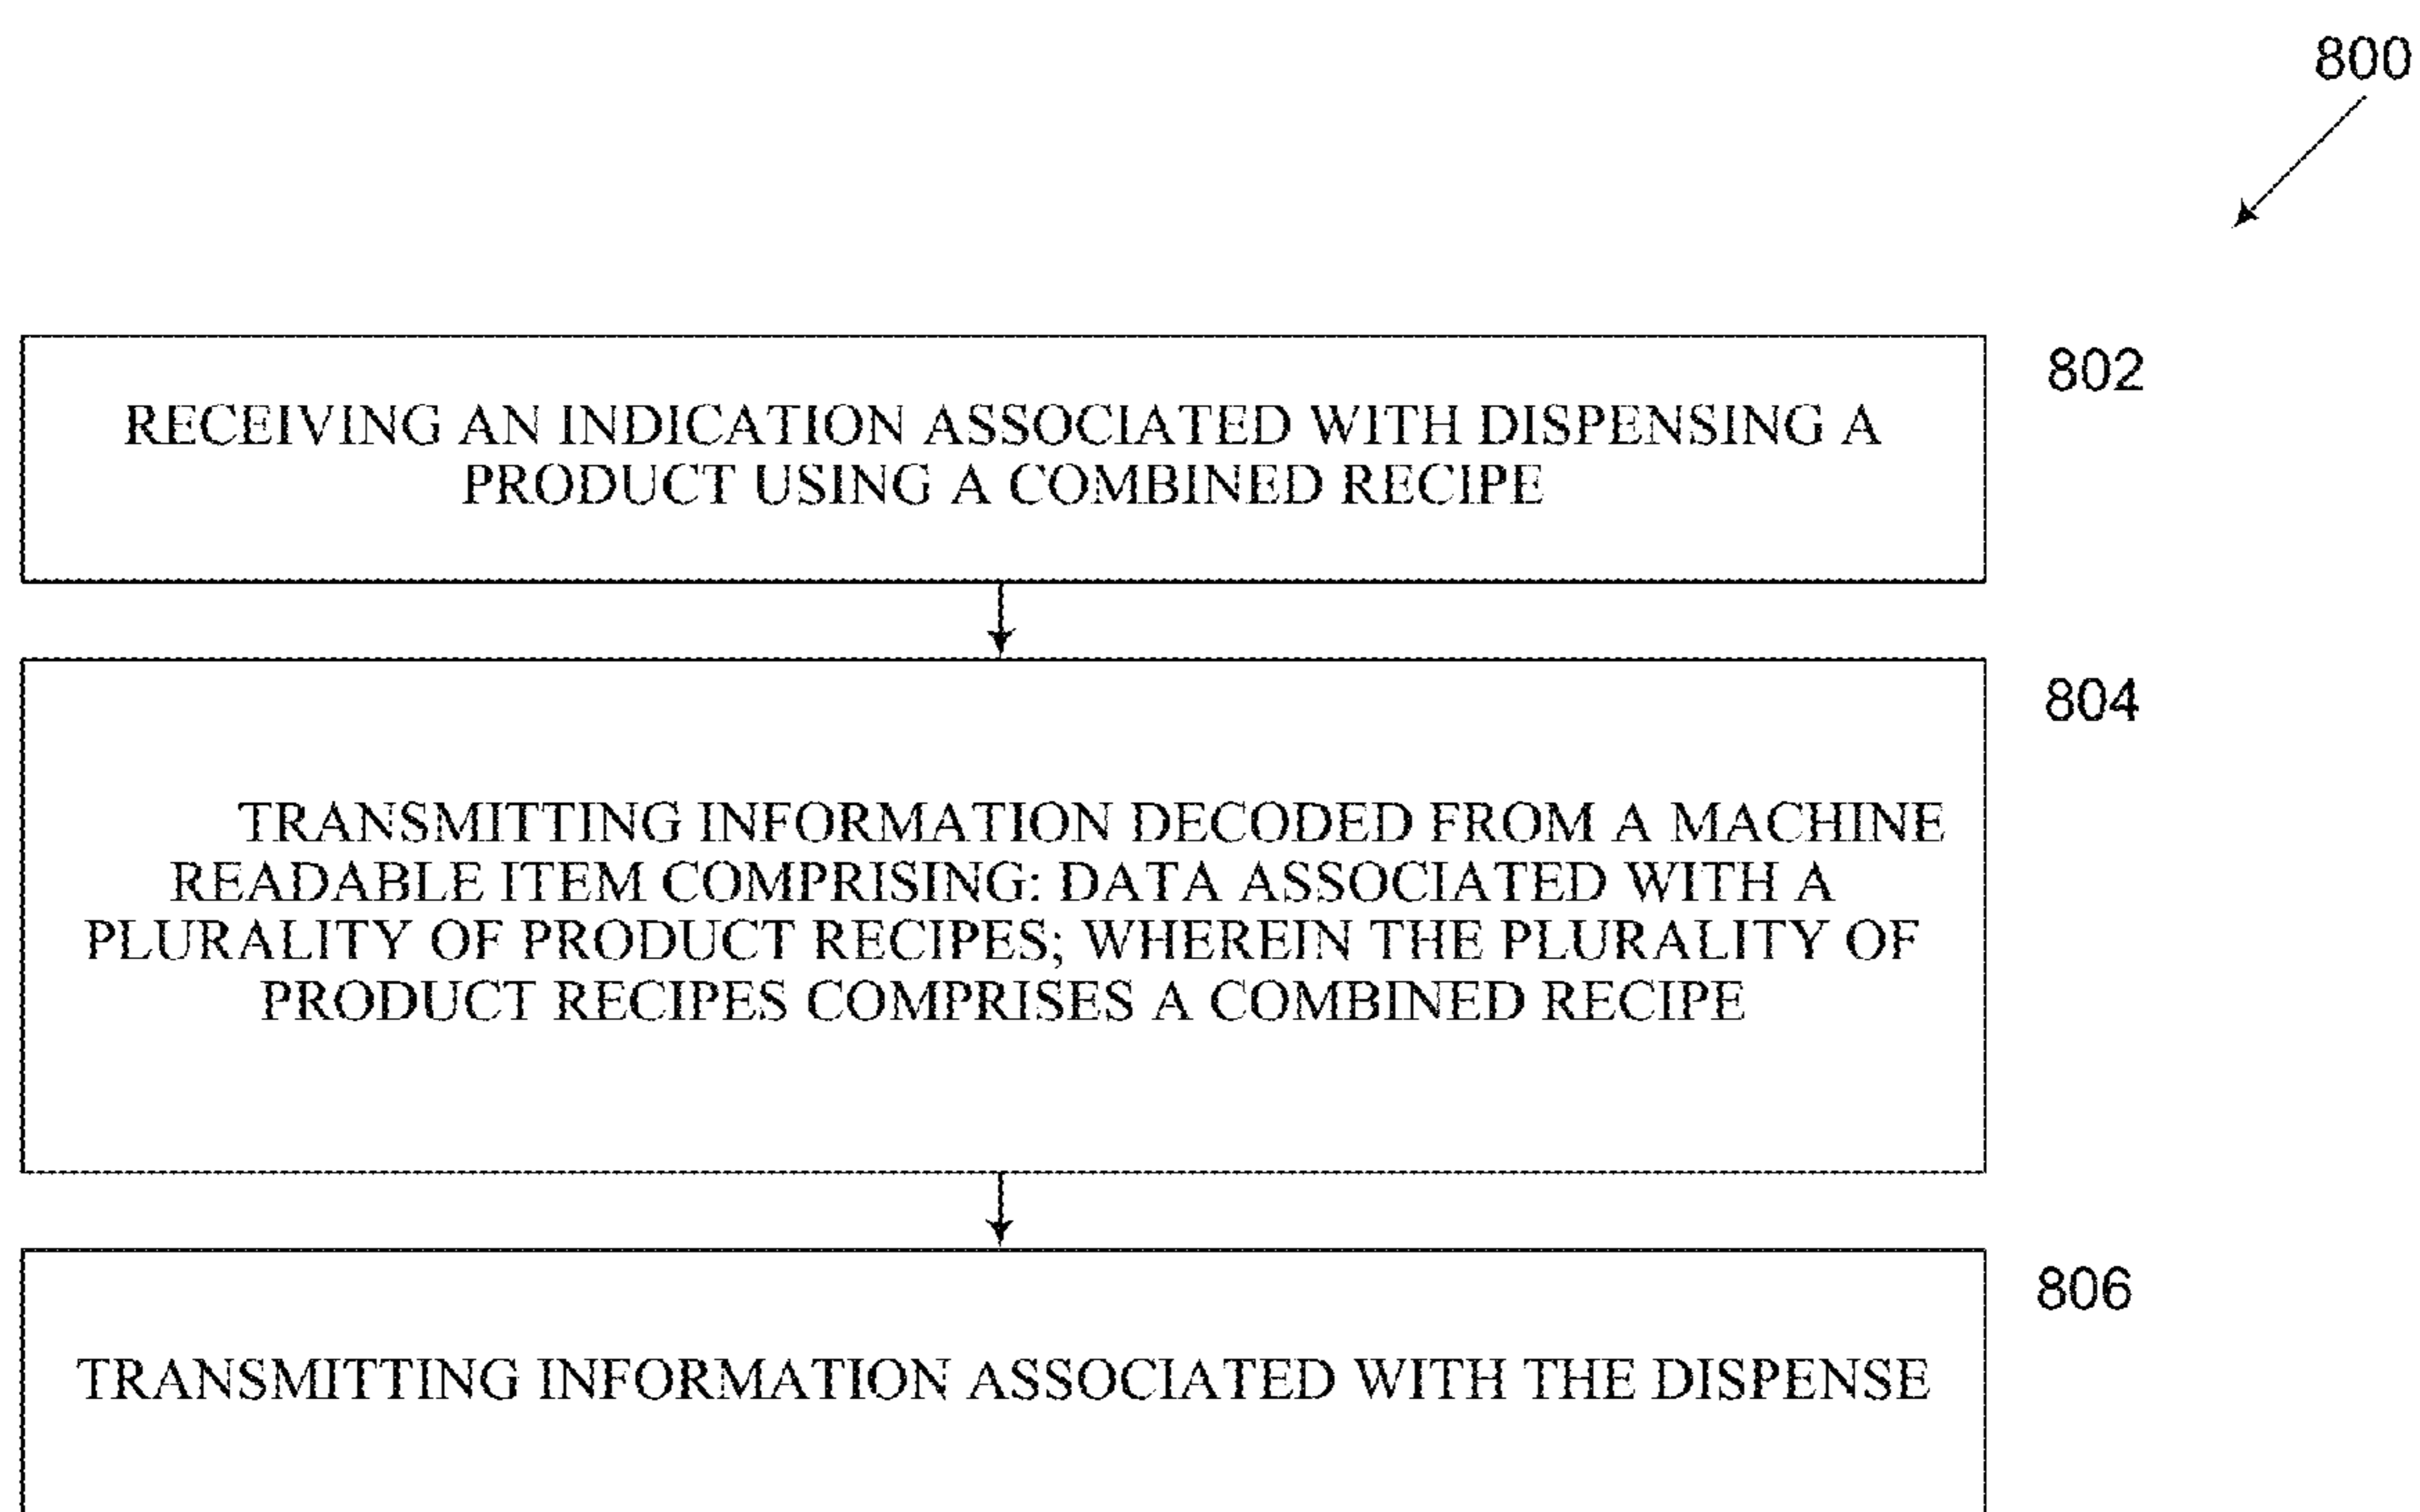 800
802
RECEIVING AN INDICATION ASSOCIATED WITH DISPENSING A
PRODUCT USING A COMBINED RECIPE
804
TRANSMITTING INFORMATION DECODED FROM A MACHINE
READABLE ITEM COMPRISING: DATA ASSOCIATED WITH A
PLURALITY OF PRODUCT RECIPES; WHEREIN THE PLURALITY OF
PRODUCT RECIPES COMPRISES A COMBINED RECIPE
806
TRANSMITTING INFORMATION ASSOCIATED WITH THE DISPENSE